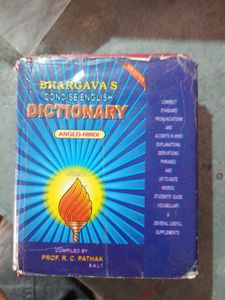 BHARGAVA'S
CONCISE ENGLISH
DICTIONARY
ANGLO-HINDI
CORRECT
STANDARD
PRONUNCIATIONS
AND
ACCENTS IN HINDI
EXPLANATIONS
DERIVATIONS
PHRASES
AND
UP-TO-DATE
WORDS,
STUDENTS' GUIDE
VOCABULARY
&
SEVERAL USEFUL
SUPPLEMENTS
COMPILED BY
PROF. R. C. PATHAK